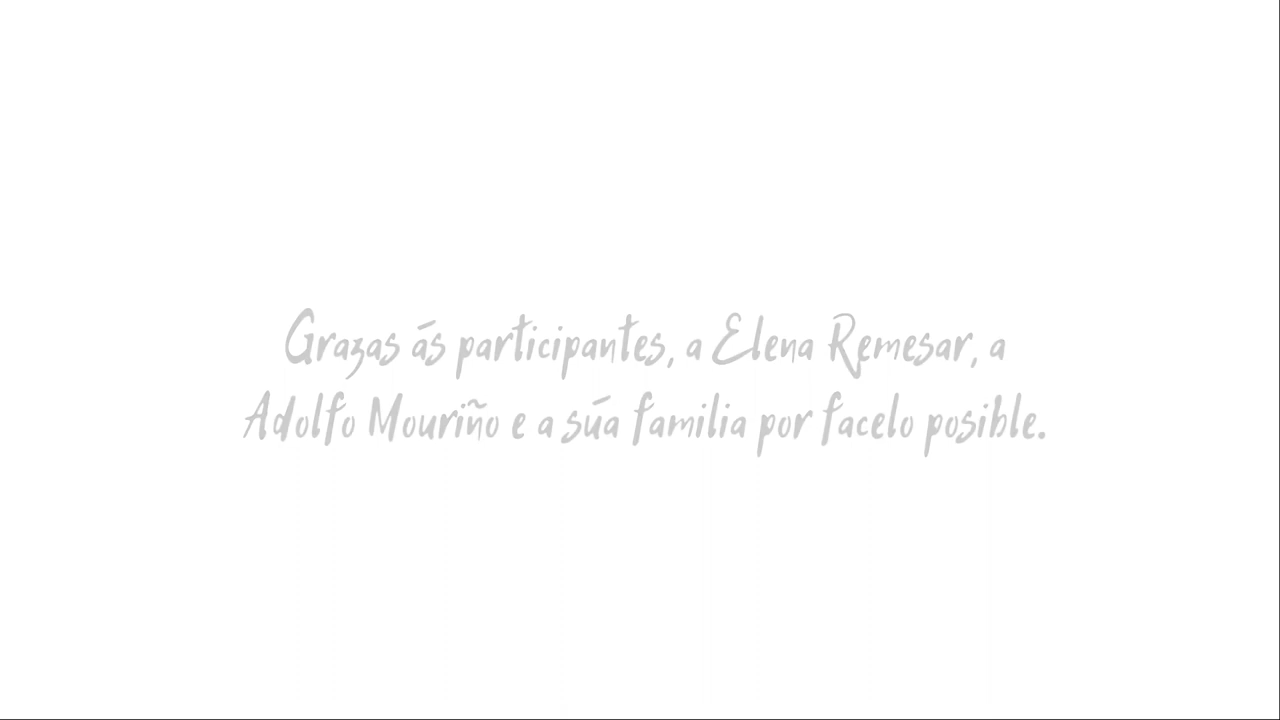 Grazas ás participantes, a Elena Remesar, a
Adolfo Mouriño e a súa familia por facelo posible.